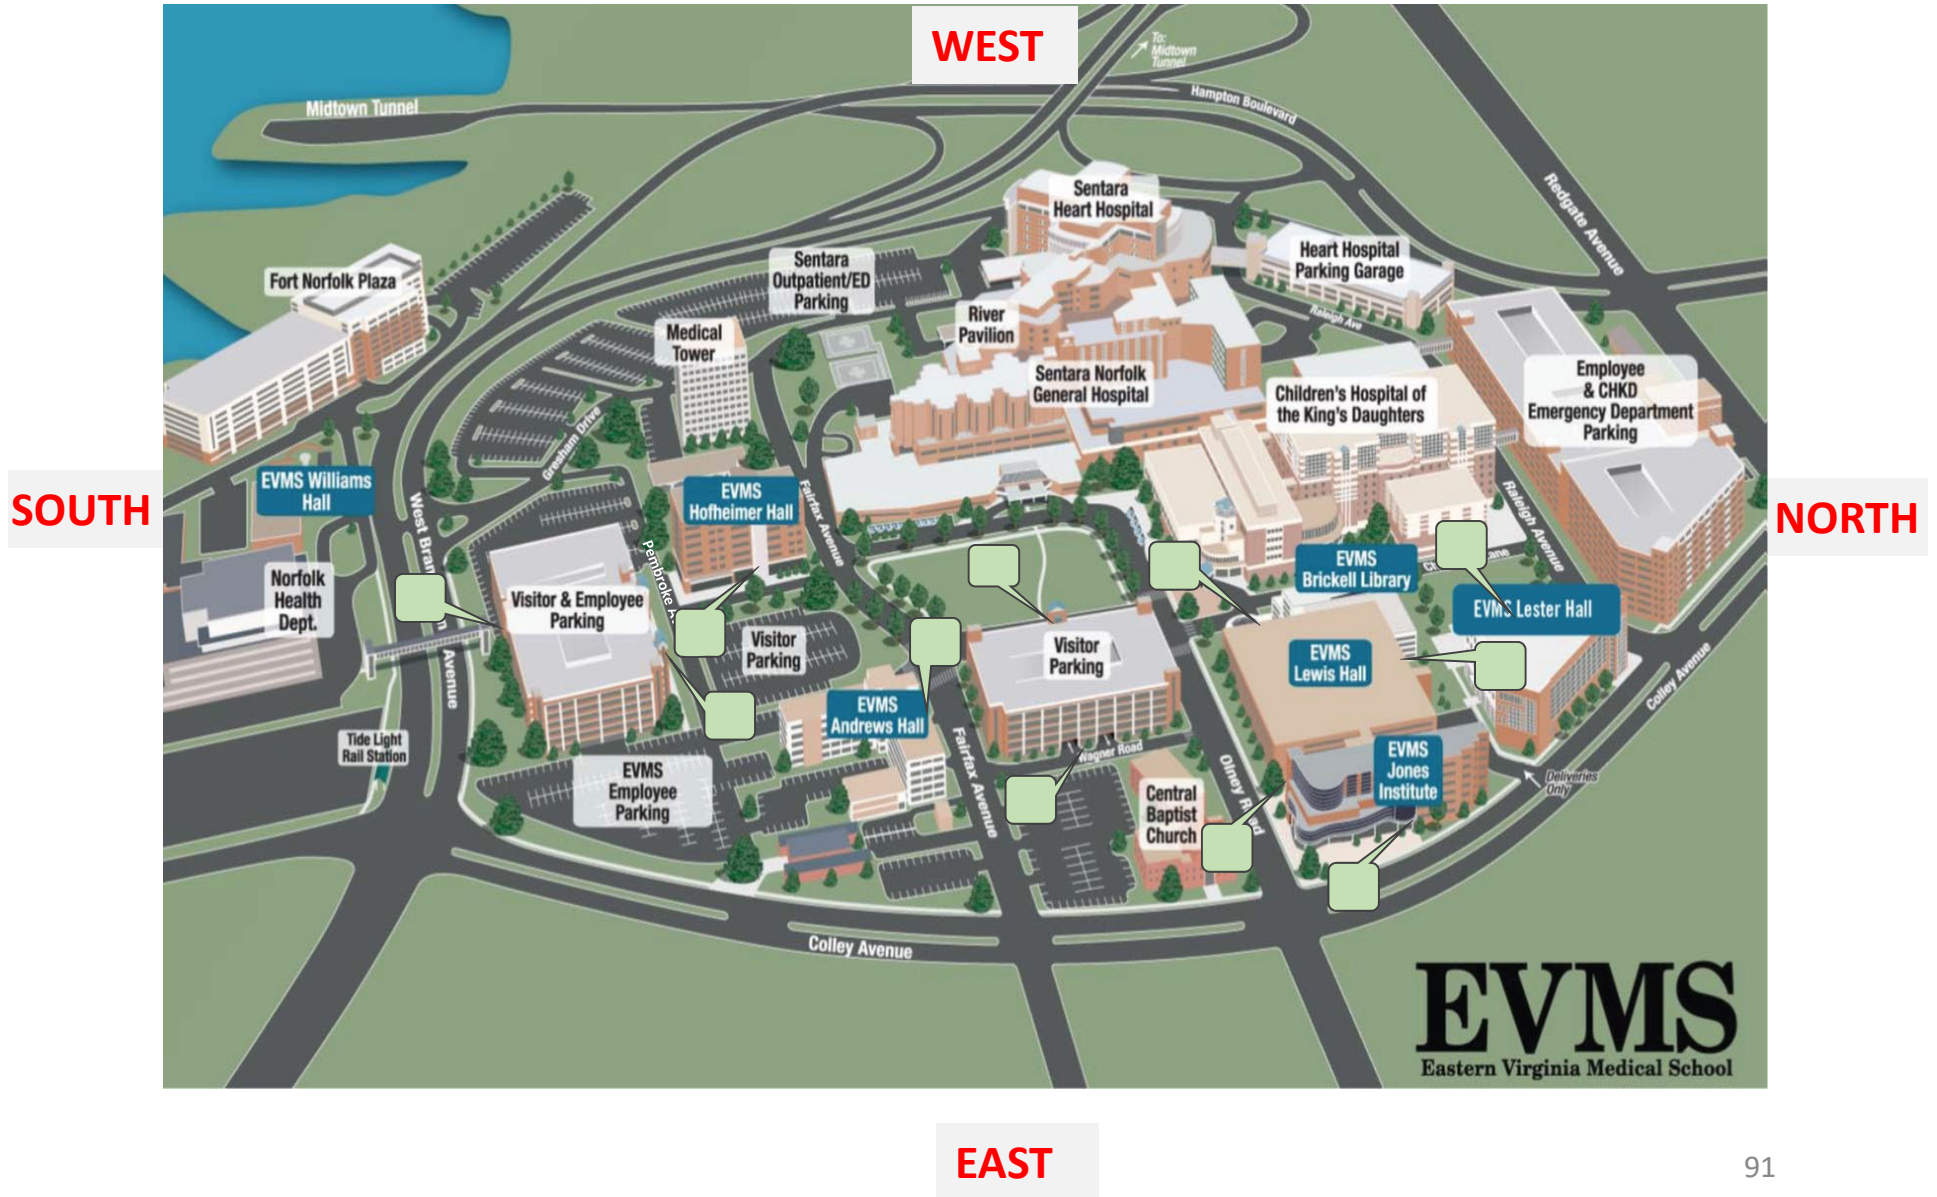 WEST
To:
Midtown
Tunnel
Midtown Tunnel
Hampton Boulevard
Redgate Avenue
Sentara
Heart Hospital
Heart Hospital
Parking Garage
Sentara
Outpatient/ED
Parking
Fort Norfolk Plaza
River
Pavilion
Raleigh Ave
Medical
Tower
Sentara Norfolk
General Hospital
Children's Hospital of
the King's Daughters
Employee
& CHKD
Emergency Department
Parking
Gresham Drive
SOUTH
EVMS Williams
Hall
West
Avenue
EVMS
Hofheimer Hall
Fairfax Avenue
Raleigh Avenue
NORTH
Norfolk
Health
Dept.
Visitor & Employee
Parking
Pembroke
EVMS
Brickell Library
EVMS Lester Hall
Visitor
Parking
Visitor
Parking
EVMS
Lewis Hall
Colley Avenue
EVMS
Andrews Hall
Tide Light
Rail Station
EVMS
Employee
Parking
Fairfax Avenue
Wagner Road
Olney
EVMS
Jones
Institute
Deliveries
Only
Central
Baptist
Church
Colley Avenue
EVMS
Eastern Virginia Medical School
EAST
91